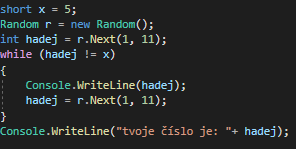 short x = 5;
Random r = new Random();
int hadej = r.Next(1, 11);
while (hadej != x)
{
    Console.WriteLine(hadej);
    hadej = r.Next(1, 11);
}
Console.WriteLine("tvoje číslo je: "+ hadej);